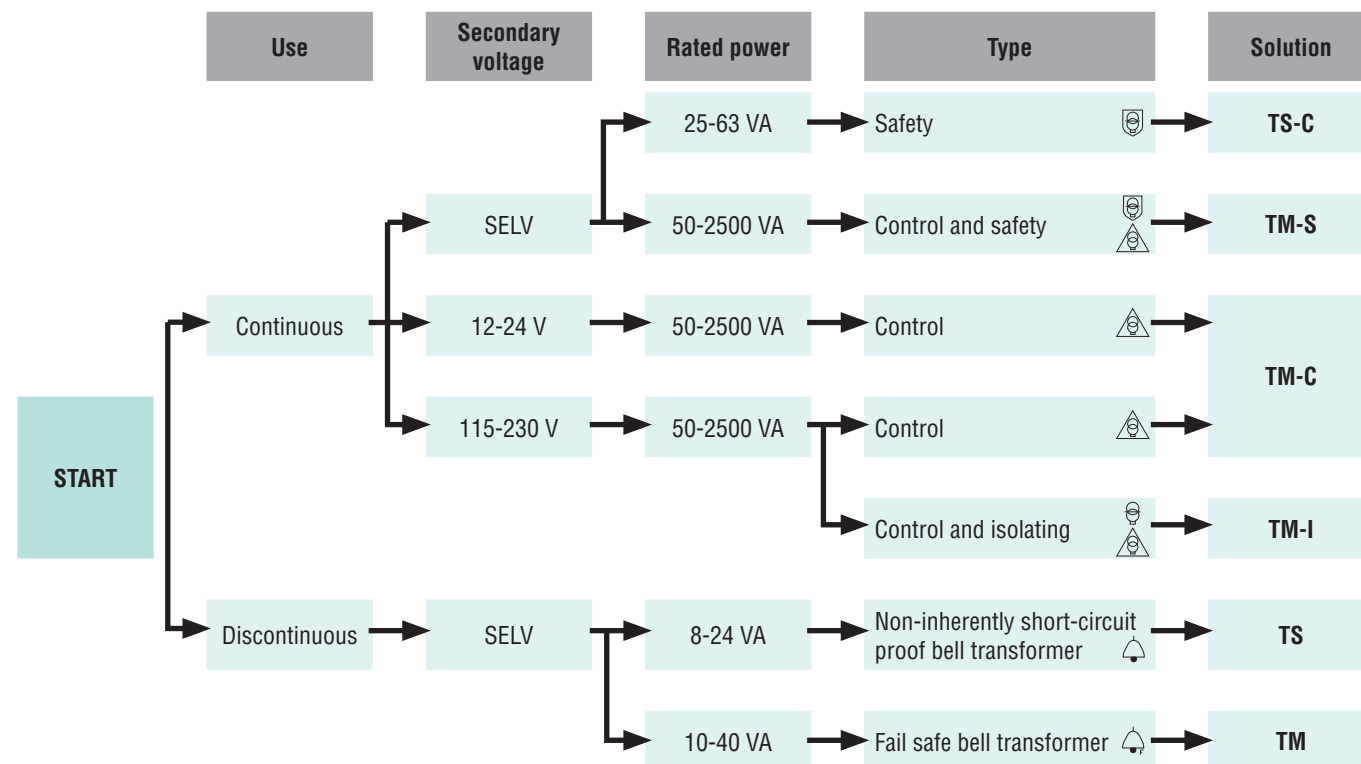 Use
Secondary
voltage
Rated power
Type
Solution
25-63 VA
Safety
TS-C
SELV
50-2500 VA
Control and safety
TM-S
Continuous
12-24 V
50-2500 VA
Control
TM-C
115-230 V
50-2500 VA
Control
START
Control and isolating
TM-I
Discontinuous
SELV
8-24 VA
Non-inherently short-circuit
proof bell transformer
TS
10-40 VA
Fail safe bell transformer
F
TM